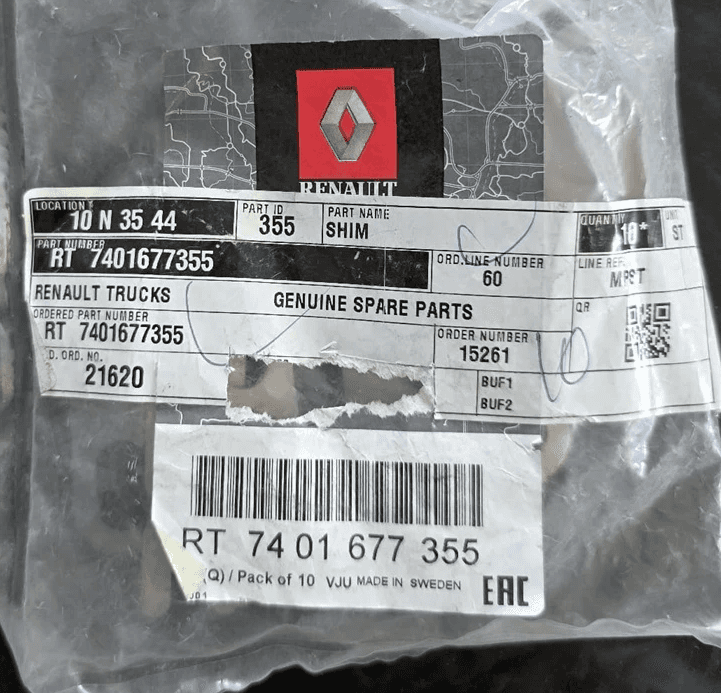 RENAULT
LOCATION PART ID PART NAME QUANTITY UNIT
10 N 35 44 355 SHIM 10* ST
PART NUMBER ORD.LINE NUMBER LINE REF.
RT 7401677355 60
RENAULT TRUCKS GENUINE SPARE PARTS QR
ORDERED PART NUMBER ORDER NUMBER
RT 7401677355 15261
D. ORD. NO. BUF1
21620 BUF2
10
RT 74 01 677 355
(Q) / Pack of 10 VJU MADE IN SWEDEN EAC